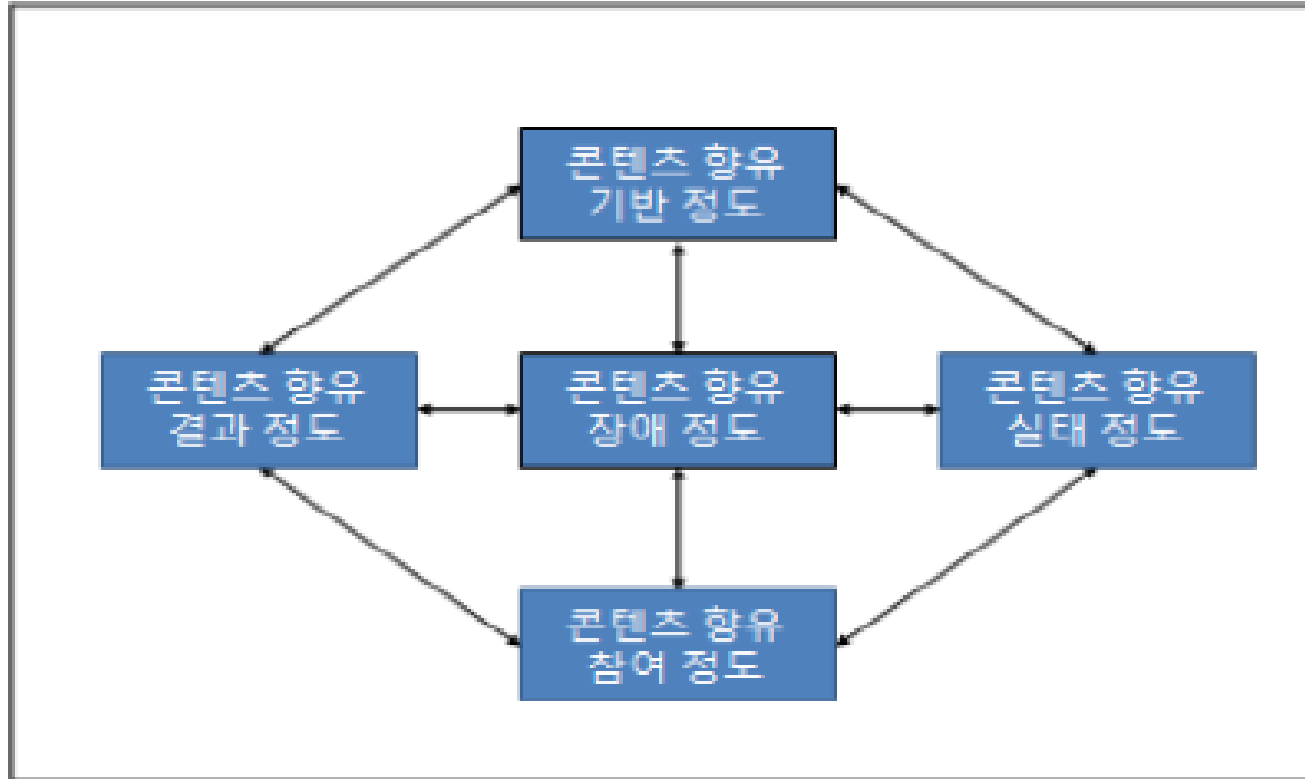 콘텐츠 향유
기반 정도
콘텐츠 향유
결과 정도
콘텐츠 향유
장애 정도
콘텐츠 향유
실태 정도
콘텐츠 향유
참여 정도